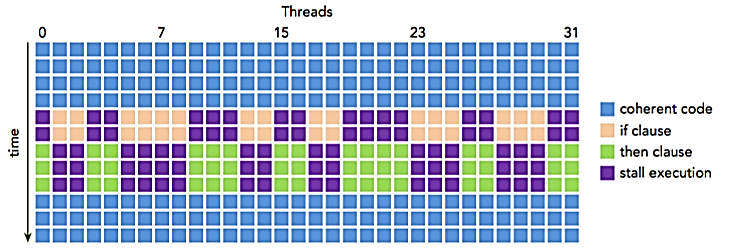 Threads
0 7 15 23 31
time
coherent code
if clause
then clause
stall execution